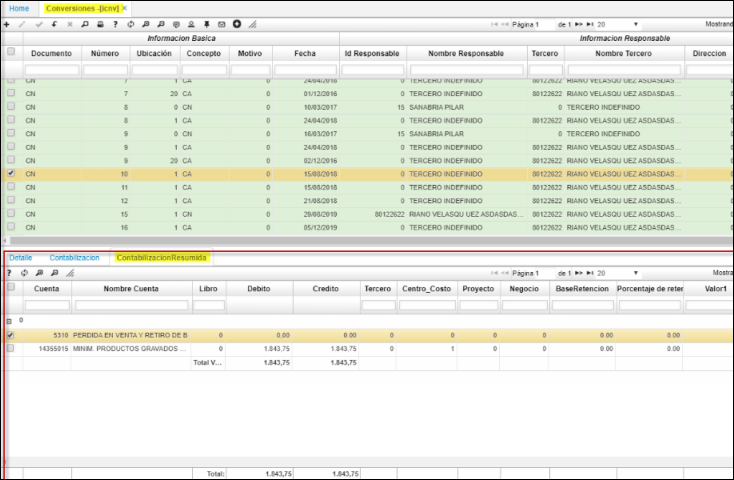 Home Conversiones -[icnv] ×
Página 1 de 1 20 Mostrand
Informacion Basica Informacion Responsable
Documento Número Ubicación Concepto Motivo Fecha Id Responsable Nombre Responsable Tercero Nombre Tercero Direccion
CN 7 1 CA 0 24/04/2018 0 TERCERO INDEFINIDO 80122622 RIANO VELASQU UEZ ASDASDAS...
CN 7 20 CA 0 01/12/2016 0 TERCERO INDEFINIDO 80122622 RIANO VELASQU UEZ ASDASDAS...
CN 8 0 CN 0 16/03/2017 15 SANABRIA PILAR 0 TERCERO INDEFINIDO
CN 8 1 CA 0 24/04/2018 0 TERCERO INDEFINIDO 80122622 RIANO VELASQU UEZ ASDASDAS...
CN 9 0 CN 0 16/03/2017 15 SANABRIA PILAR 0 TERCERO INDEFINIDO
CN 9 1 CA 0 24/04/2018 0 TERCERO INDEFINIDO 80122622 RIANO VELASQU UEZ ASDASDAS...
CN 9 20 CA 0 02/12/2016 0 TERCERO INDEFINIDO 80122622 RIANO VELASQU UEZ ASDASDAS...
CN 10 1 CA 0 15/08/2018 0 TERCERO INDEFINIDO 80122622 RIANO VELASQU UEZ ASDASDAS...
CN 11 1 CA 0 15/08/2018 0 TERCERO INDEFINIDO 80122622 RIANO VELASQU UEZ ASDASDAS...
CN 12 1 CA 0 21/08/2018 0 TERCERO INDEFINIDO 80122622 RIANO VELASQU UEZ ASDASDAS...
CN 15 1 CN 0 28/08/2019 80122622 RIANO VELASQU UEZ ASDASDAS... 80122622 RIANO VELASQU UEZ ASDASDAS...
CN 16 1 CA 0 05/12/2019 0 TERCERO INDEFINIDO 80122622 RIANO VELASQU UEZ ASDASDAS...
Detalle Contabilizacion ContabilizacionResumida
? Página 1 de 1 20 Mostra
Cuenta Nombre Cuenta Libro Debito Credito Tercero Centro_Costo Proyecto Negocio BaseRetencion Porcentaje de reter Valor1
0
5310 PERDIDA EN VENTA Y RETIRO DE B 0 0.00 0.00 0 0 0 0 0.00 0.00
14355015 MINIM. PRODUCTOS GRAVADOS ... 0 1.843,75 1.843,75 0 1 0 0 0.00 0.00
Total V... 1.843,75 1.843,75
Total: 1.843,75 1.843,75